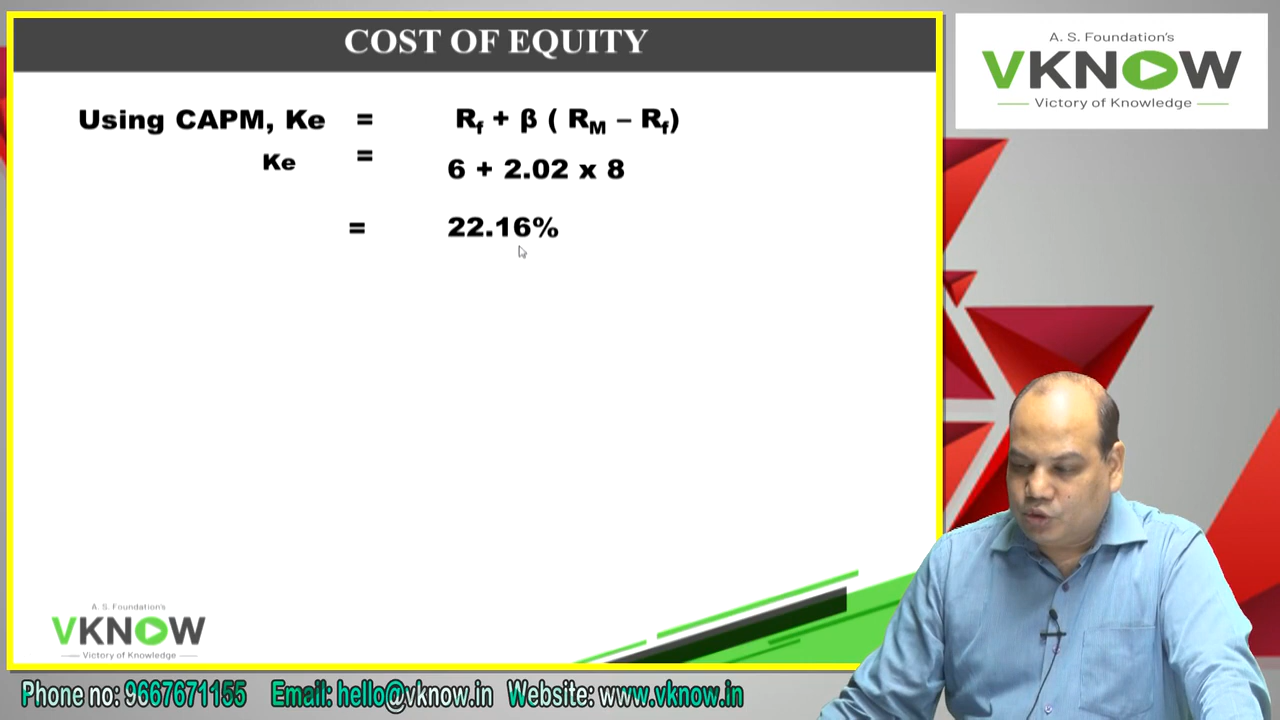 COST OF EQUITY
A. S. Foundation's
VKNOW
Victory of Knowledge
Using CAPM, Ke = Rf + β ( RM – Rf)
Ke = 6 + 2.02 x 8
= 22.16%
A. S. Foundation's
VKNOW
Victory of Knowledge
Phone no: 9667671155 Email: hello@vknow.in Website: www.vknow.in